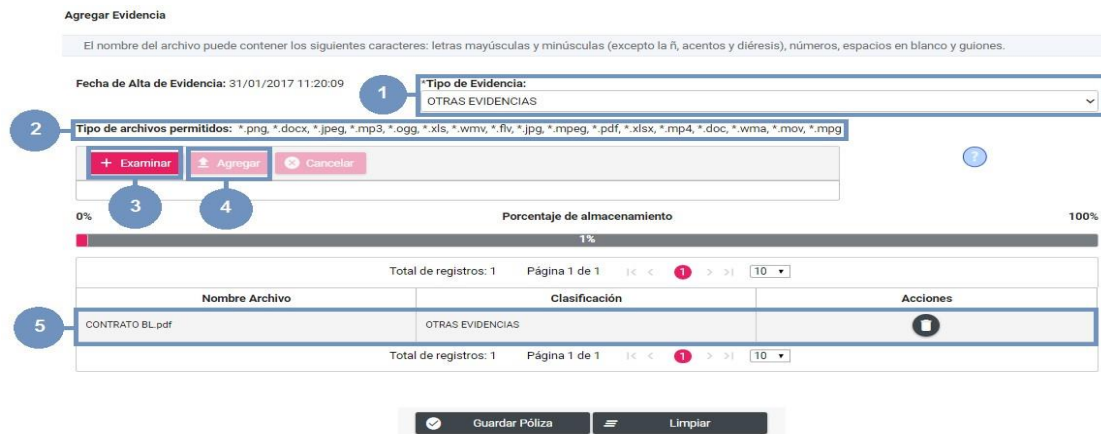 Agregar Evidencia
El nombre del archivo puede contener los siguientes caracteres: letras mayúsculas y minúsculas (excepto la ñ, acentos y diéresis), números, espacios en blanco y guiones.
Fecha de Alta de Evidencia: 31/01/2017 11:20:09
1
*Tipo de Evidencia:
OTRAS EVIDENCIAS
2
Tipo de archivos permitidos: *.png, *.docx, *.jpeg, *.mp3, *.ogg, *.xls, *.wmv, *.flv, *.jpg, *.mpeg, *.pdf, *.xlsx, *.mp4, *.doc, *.wma, *.mov, *.mpg
+ Examinar Agregar Cancelar
?
3 4
0% Porcentaje de almacenamiento 100%
1%
Total de registros: 1 Página 1 de 1 |< < 1 > >| 10
Nombre Archivo Clasificación Acciones
5
CONTRATO BL.pdf OTRAS EVIDENCIAS
Total de registros: 1 Página 1 de 1 |< < 1 > >| 10
Guardar Póliza Limpiar